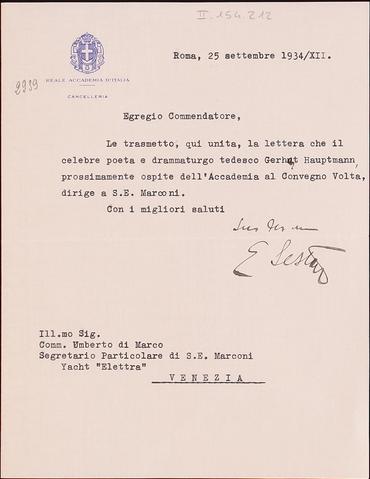 II.154.212
REALE ACCADEMIA D'ITALIA
CANCELLERIA
2939
Roma, 25 settembre 1934/XII.
Egregio Commendatore,
Le trasmetto, qui unita, la lettera che il
celebre poeta e drammaturgo tedesco Gerhat Hauptmann,
prossimamente ospite dell'Accademia al Convegno Volta,
dirige a S.E. Marconi.
Con i migliori saluti
Ill.mo Sig.
Comm. Umberto di Marco
Segretario Particolare di S.E. Marconi
Yacht "Elettra"
VENEZIA